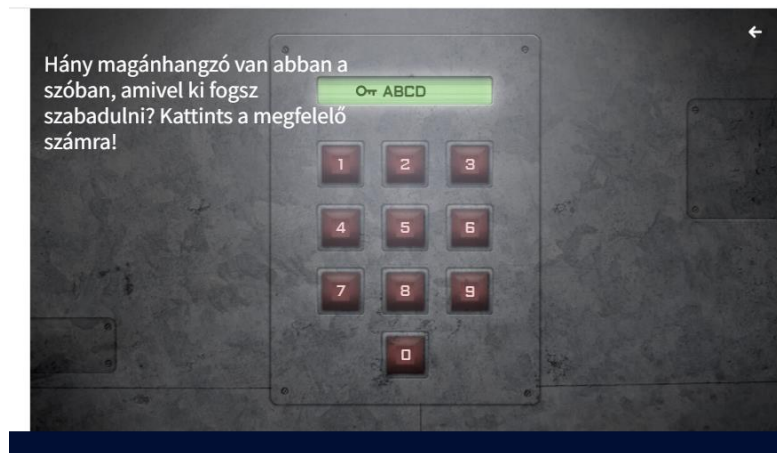 Hány magánhangzó van abban a
szóban, amivel ki fogsz
szabadulni? Kattints a megfelelő
számra!
ABCD
1 2 3
4 5 6
7 8 9
0